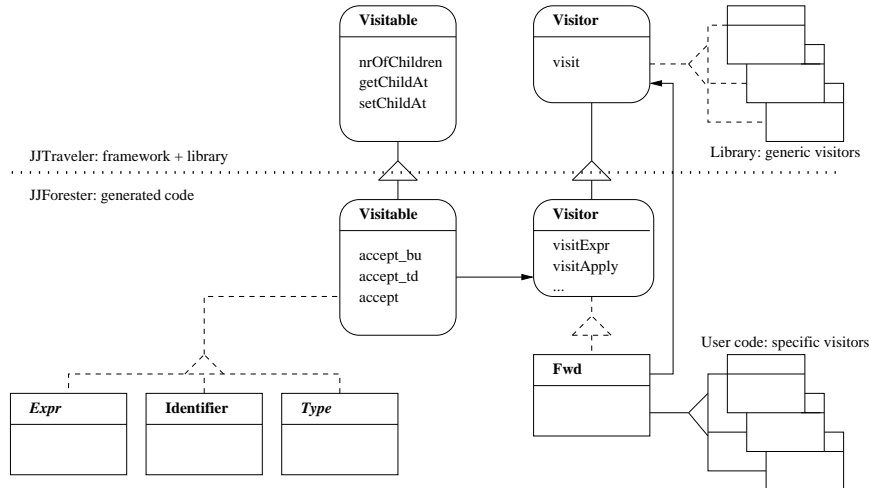 Visitable
nrOfChildren
getChildAt
setChildAt
Visitor
visit
Library: generic visitors
JJTraveler: framework + library
JJForester: generated code
Visitable
accept_bu
accept_td
accept
Visitor
visitExpr
visitApply
...
User code: specific visitors
Fwd
Expr
Identifier
Type